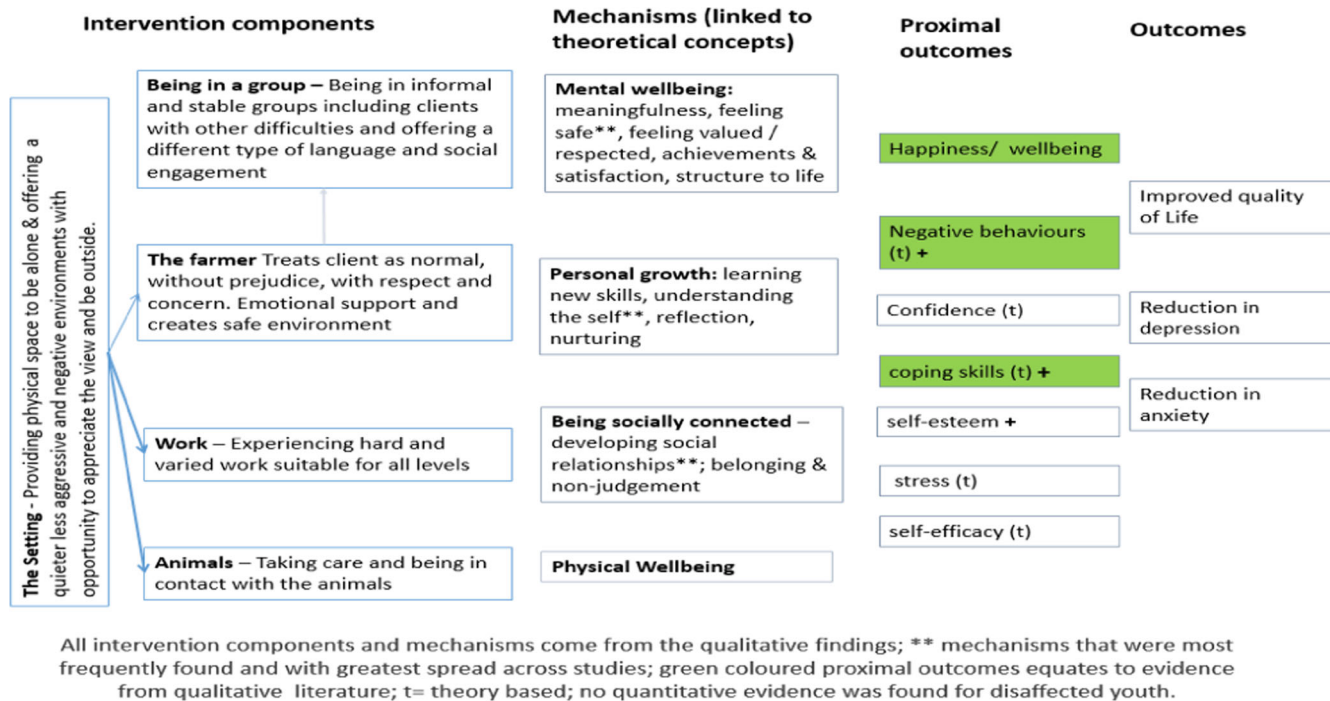 Intervention components
Mechanisms (linked to
theoretical concepts)
Proximal
outcomes
Outcomes
The Setting - Providing physical space to be alone & offering a
quieter less aggressive and negative environments with
opportunity to appreciate the view and be outside.
Being in a group – Being in informal
and stable groups including clients
with other difficulties and offering a
different type of language and social
engagement
The farmer Treats client as normal,
without prejudice, with respect and
concern. Emotional support and
creates safe environment
Work – Experiencing hard and
varied work suitable for all levels
Animals – Taking care and being in
contact with the animals
Mental wellbeing:
meaningfulness, feeling
safe**, feeling valued /
respected, achievements &
satisfaction, structure to life
Personal growth: learning
new skills, understanding
the self**, reflection,
nurturing
Being socially connected –
developing social
relationships**; belonging &
non-judgement
Physical Wellbeing
Happiness/ wellbeing
Negative behaviours
(t) +
Confidence (t)
coping skills (t) +
self-esteem +
stress (t)
self-efficacy (t)
Improved quality
of Life
Reduction in
depression
Reduction in
anxiety
All intervention components and mechanisms come from the qualitative findings; ** mechanisms that were most
frequently found and with greatest spread across studies; green coloured proximal outcomes equates to evidence
from qualitative literature; t= theory based; no quantitative evidence was found for disaffected youth.